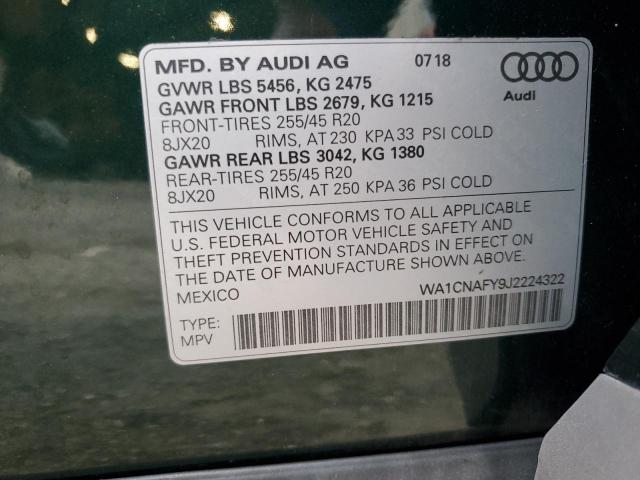 MFD. BY AUDI AG 07 18
GVWR LBS 5456, KG 2475
GAWR FRONT LBS 2679, KG 1215
FRONT-TIRES 255/45 R20
8JX20 RIMS, AT 230 KPA 33 PSI COLD
GAWR REAR LBS 3042, KG 1380
REAR-TIRES 255/45 R20
8JX20 RIMS, AT 250 KPA 36 PSI COLD
Audi
THIS VEHICLE CONFORMS TO ALL APPLICABLE
U.S. FEDERAL MOTOR VEHICLE SAFETY AND
THEFT PREVENTION STANDARDS IN EFFECT ON
THE DATE OF MANUFACTURE SHOWN ABOVE.
MEXICO WA1CNAFY9J2224322
TYPE:
MPV